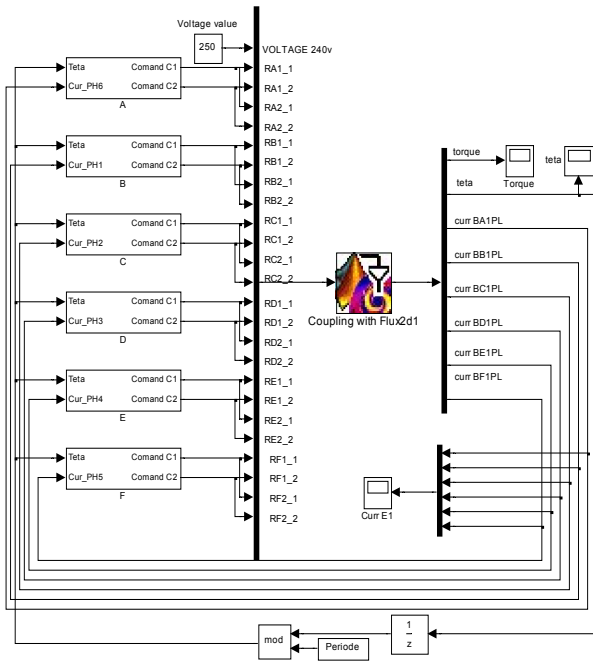 Voltage value
250
VOLTAGE 240v
Teta
Comand C1
RA1_1
Cur_PH6
Comand C2
RA1_2
A
RA2_1
RA2_2
Teta
Comand C1
RB1_1
Cur_PH1
Comand C2
RB1_2
B
RB2_1
RB2_2
Teta
Comand C1
RC1_1
Cur_PH2
Comand C2
RC1_2
C
RC2_1
RC2_2
Teta
Comand C1
RD1_1
Cur_PH3
Comand C2
RD1_2
D
RD2_1
RD2_2
Teta
Comand C1
RE1_1
Cur_PH4
Comand C2
RE1_2
E
RE2_1
RE2_2
Teta
Comand C1
RF1_1
Cur_PH5
Comand C2
RF1_2
F
RF2_1
RF2_2
Coupling with Flux2d1
torque
Torque
teta
teta
curr BA1PL
curr BB1PL
curr BC1PL
curr BD1PL
curr BE1PL
curr BF1PL
Curr E1
mod
Periode
1
z